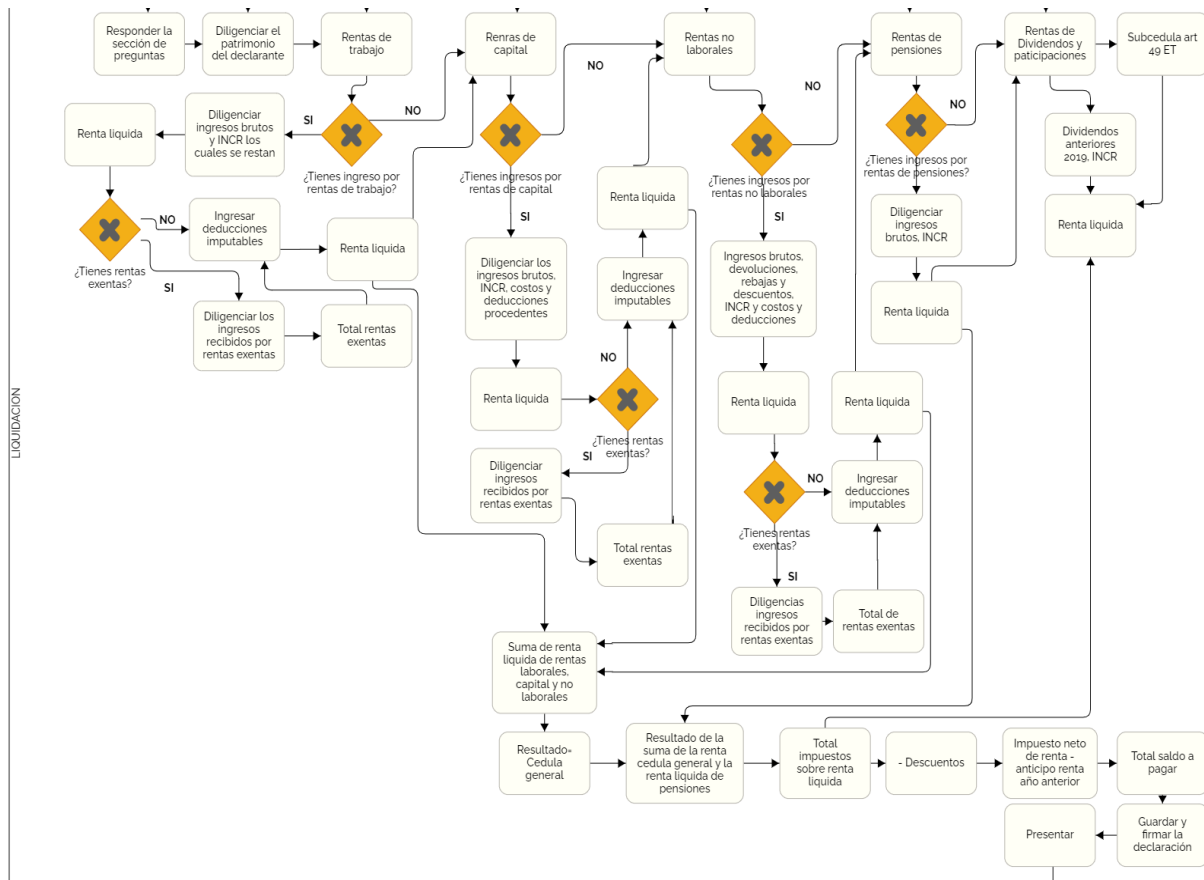 Responder la
sección de
preguntas
Diligenciar el
patrimonio
del declarante
Rentas de
trabajo
Renras de
capital
Rentas no
laborales
Rentas de
pensiones
Rentas de
Dividendos y
paticipaciones
Subcedula art
49 ET
NO
NO
NO
NO
SI
Renta liquida
Diligenciar
ingresos brutos
y INCR los
cuales se restan
¿Tienes ingreso por
rentas de trabajo?
¿Tienes ingresos por
rentas de capital
¿Tienes ingresos por
rentas no laborales
¿Tienes ingresos por
rentas de pensiones?
Dividendos
anteriores
2019, INCR
Renta liquida
NO
Ingresar
deducciones
imputables
Renta liquida
¿Tienes rentas
exentas?
SI
Diligenciar los
ingresos
recibidos por
rentas exentas
Total rentas
exentas
SI
Diligenciar los
ingresos brutos,
INCR, costos y
deducciones
procedentes
Renta liquida
Ingresar
deducciones
imputables
NO
Renta liquida
¿Tienes rentas
exentas?
SI
Diligenciar
ingresos
recibidos por
rentas exentas
Total rentas
exentas
SI
Ingresos brutos,
devoluciones,
rebajas y
descuentos,
INCR y costos y
deducciones
Renta liquida
Renta liquida
NO
Ingresar
deducciones
imputables
¿Tienes rentas
exentas?
SI
Diligencias
ingresos
recibidos por
rentas exentas
Total de
rentas exentas
SI
Diligenciar
ingresos
brutos, INCR
Renta liquida
LIQUIDACION
Suma de renta
liquida de rentas
laborales,
capital y no
laborales
Resultado=
Cedula
general
Resultado de la
suma de la renta
cedula general y la
renta liquida de
pensiones
Total
impuestos
sobre renta
liquida
- Descuentos
Impuesto neto
de renta -
anticipo renta
año anterior
Total saldo a
pagar
Presentar
Guardar y
firmar la
declaración